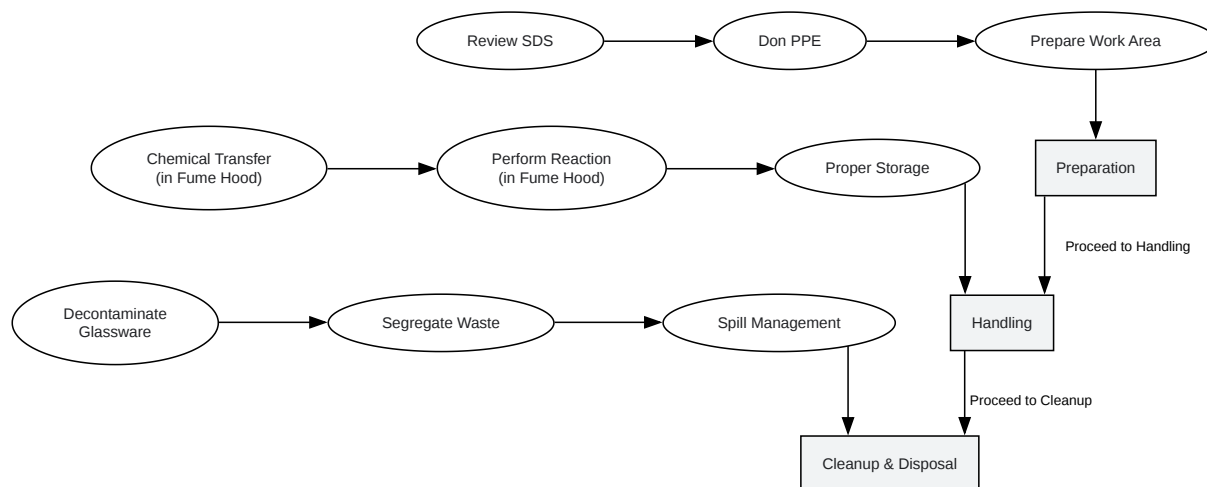 Review SDS
Don PPE
Prepare Work Area
Chemical Transfer
(in Fume Hood)
Perform Reaction
(in Fume Hood)
Proper Storage
Preparation
Proceed to Handling
Decontaminate
Glassware
Segregate Waste
Spill Management
Handling
Proceed to Cleanup
Cleanup & Disposal